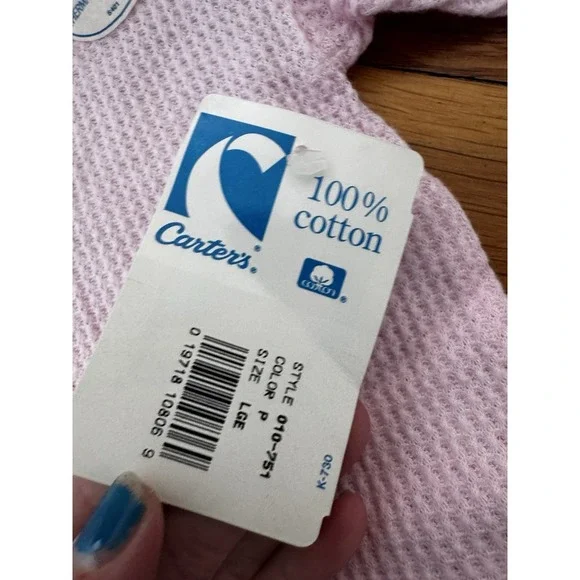 100%
cotton
Carter's®
cotton®
STYLE 010-751
COLOR P
SIZE LGE
0 19718 10806 9
K-730